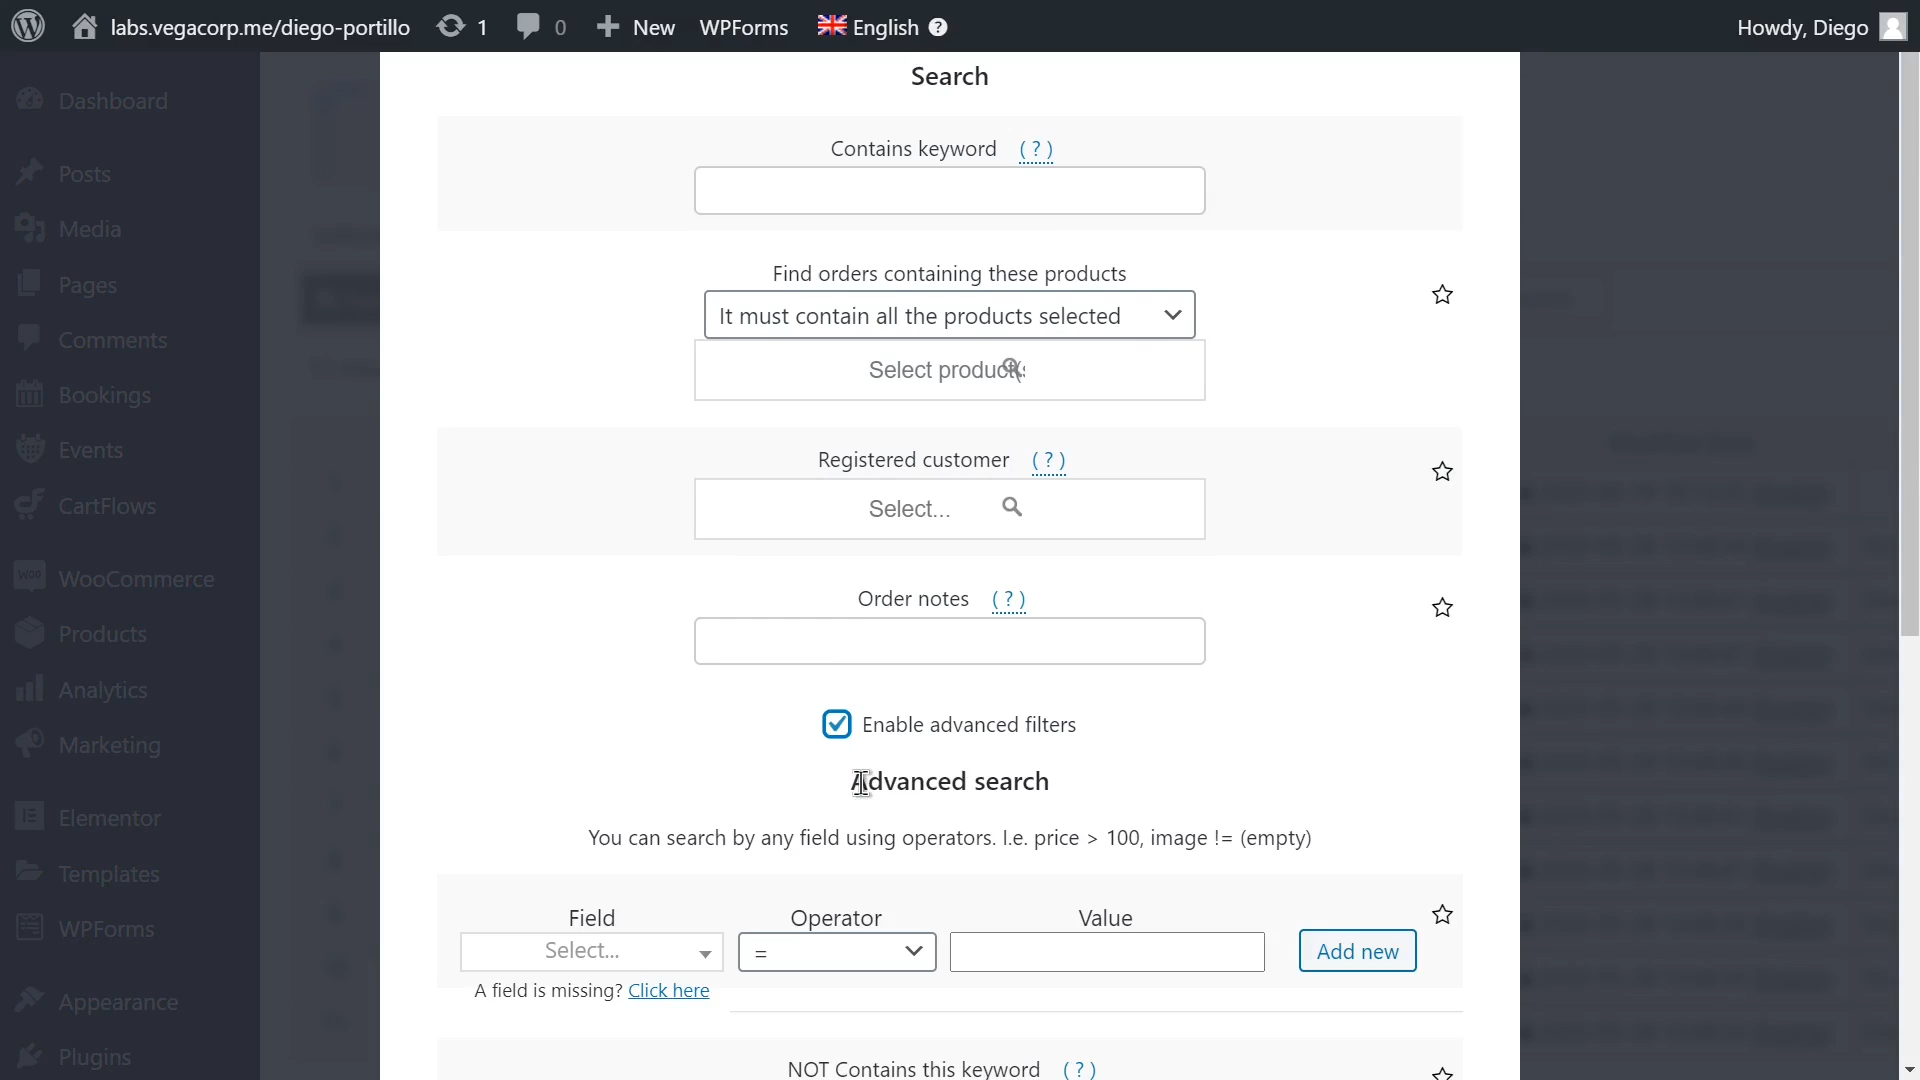 labs.vegacorp.me/diego-portillo 1 0 New WPForms English ? Howdy, Diego
Dashboard
Posts
Media
Pages
Comments
Bookings
Events
CartFlows
WOO WooCommerce
Products
Analytics
Marketing
Elementor
Templates
WPForms
Appearance
Plugins
Search
Contains keyword (?)
Find orders containing these products
It must contain all the products selected
Select product(s
Registered customer (?)
Select...
Order notes (?)
Enable advanced filters
Advanced search
You can search by any field using operators. I.e. price > 100, image != (empty)
Field Operator Value
Select... = Add new
A field is missing? Click here
NOT Contains this keyword (?)